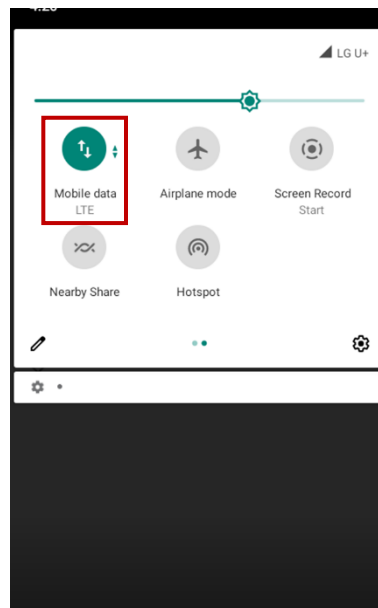 LG U+
Mobile data
LTE
Airplane mode
Screen Record
Start
Nearby Share
Hotspot